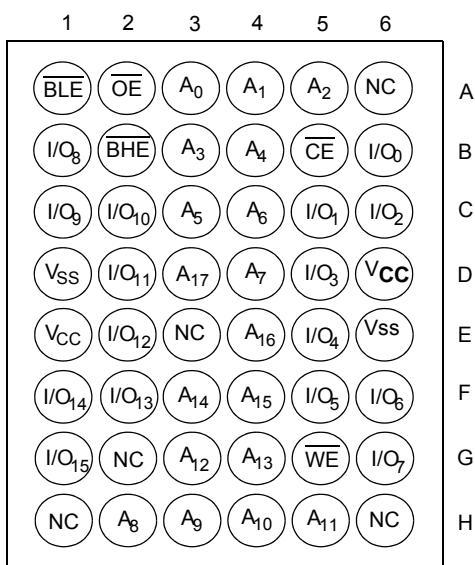 1 2 3 4 5 6
BLE OE A0 A1 A2 NC A
I/O8 BHE A3 A4 CE I/O0 B
I/O9 I/O10 A5 A6 I/O1 I/O2 C
VSS I/O11 A17 A7 I/O3 VCC D
VCC I/O12 NC A16 I/O4 Vss E
I/O14 I/O13 A14 A15 I/O5 I/O6 F
I/O15 NC A12 A13 WE I/O7 G
NC A8 A9 A10 A11 NC H